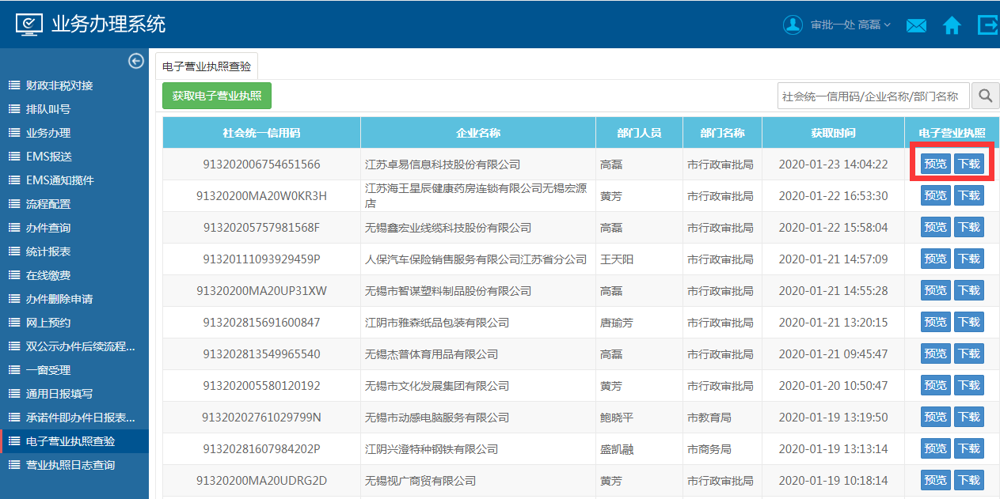 业务办理系统
审批一处 高磊
财政非税对接
排队叫号
业务办理
EMS报送
EMS通知揽件
流程配置
办件查询
统计报表
在线缴费
办件删除申请
网上预约
双公示办件后续流程...
一窗受理
通用日报填写
承诺件即办件日报表...
电子营业执照查验
营业执照日志查询
电子营业执照查验
获取电子营业执照
社会统一信用码/企业名称/部门名称
社会统一信用码 企业名称 部门人员 部门名称 获取时间 电子营业执照
913202006754651566 江苏卓易信息科技股份有限公司 高磊 市行政审批局 2020-01-23 14:04:22 预览 下载
91320200MA20W0KR3H 江苏海王星辰健康药房连锁有限公司无锡宏源
店 黄芳 市行政审批局 2020-01-22 16:53:30 预览 下载
91320205757981568F 无锡鑫宏业线缆科技股份有限公司 高磊 市行政审批局 2020-01-22 15:58:04 预览 下载
91320111093929459P 人保汽车保险销售服务有限公司江苏省分公司 王天阳 市行政审批局 2020-01-21 14:57:09 预览 下载
91320200MA20UP31XW 无锡市智谋塑料制品股份有限公司 高磊 市行政审批局 2020-01-21 14:55:28 预览 下载
913202815691600847 江阴市雅森纸品包装有限公司 唐瑜芳 市行政审批局 2020-01-21 13:20:15 预览 下载
913202813549965540 无锡杰普体育用品有限公司 高磊 市行政审批局 2020-01-21 09:45:47 预览 下载
913202005580120192 无锡市文化发展集团有限公司 黄芳 市行政审批局 2020-01-20 10:50:47 预览 下载
91320202761029799N 无锡市动感电脑服务有限公司 鲍晓平 市教育局 2020-01-19 13:19:50 预览 下载
91320281607984202P 江阴兴澄特种钢铁有限公司 盛凯融 市商务局 2020-01-19 13:13:14 预览 下载
91320200MA20UDRG2D 无锡视广商贸有限公司 黄芳 市行政审批局 2020-01-19 10:18:14 预览 下载